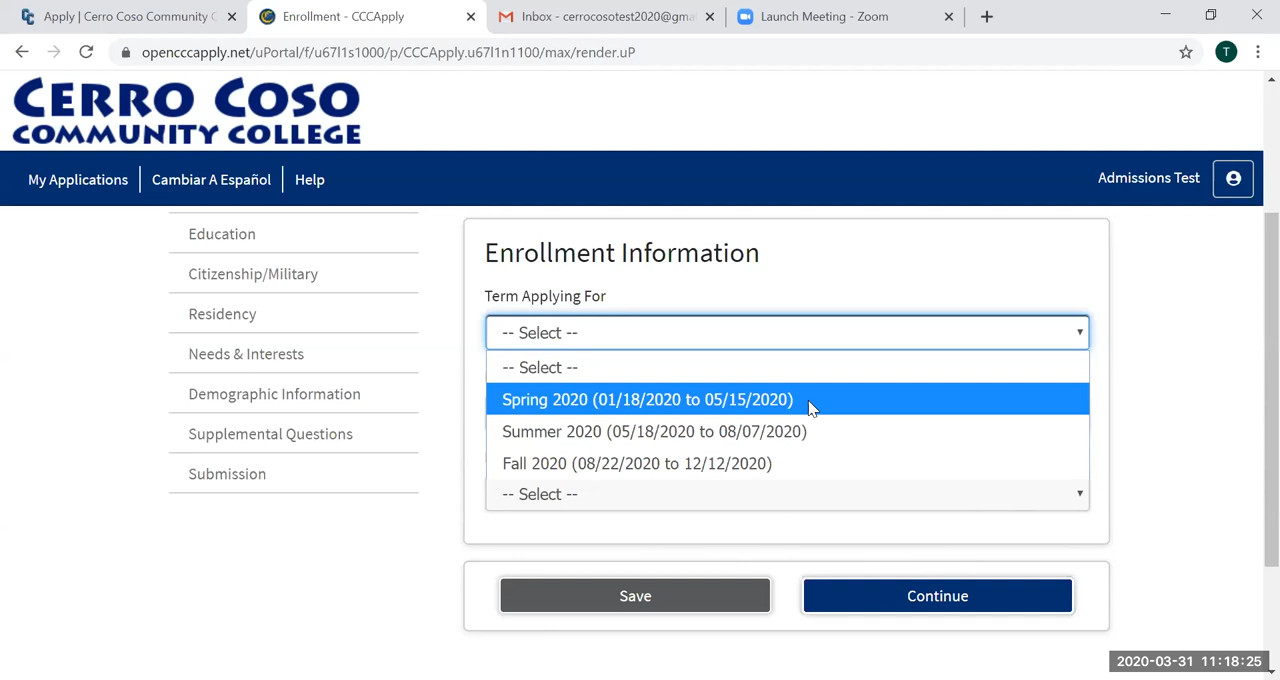 Apply | Cerro Coso Community C
Enrollment - CCCApply
Inbox - cerrocosotest2020@gma
Launch Meeting - Zoom
opencccapply.net/uPortal/f/u67l1s1000/p/CCCApply.u67l1n1100/max/render.uP
T
CERRO COSO
COMMUNITY COLLEGE
My Applications
Cambiar A Español
Help
Admissions Test
Education
Citizenship/Military
Residency
Needs & Interests
Demographic Information
Supplemental Questions
Submission
Enrollment Information
Term Applying For
-- Select --
-- Select --
Spring 2020 (01/18/2020 to 05/15/2020)
Summer 2020 (05/18/2020 to 08/07/2020)
Fall 2020 (08/22/2020 to 12/12/2020)
-- Select --
Save
Continue
2020-03-31 11:18:25